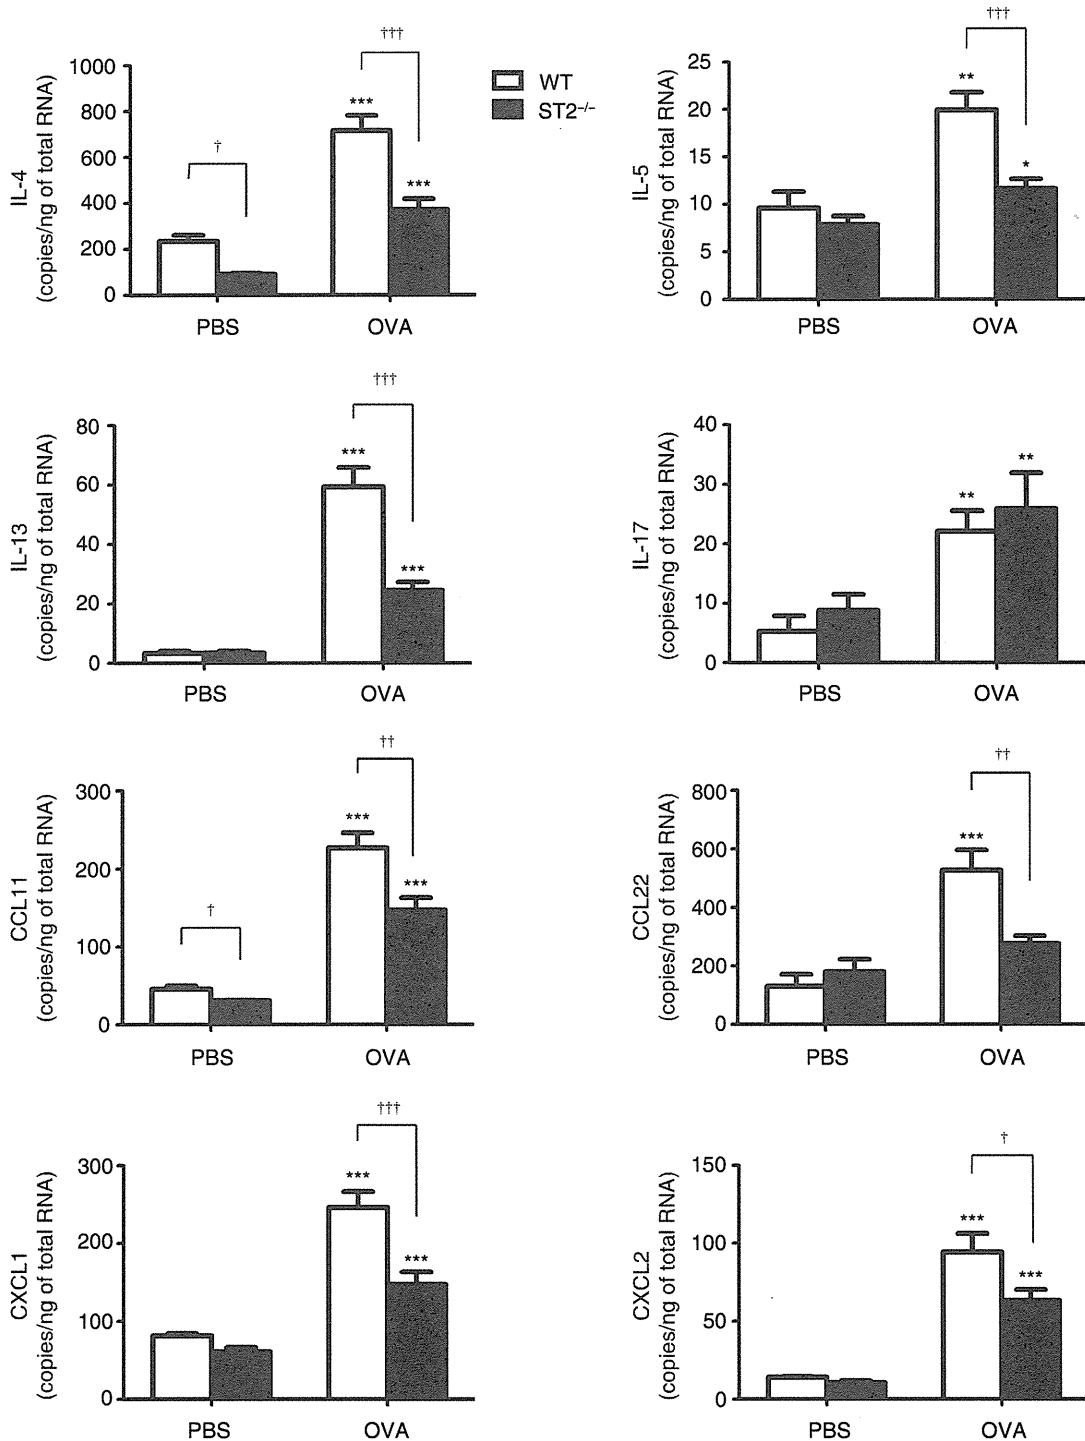 †††
IL-4
(copies/ng of total RNA)
1000
800
600
400
200
0
†
***
***
PBS
OVA
WT
ST2−/−
†††
IL-5
(copies/ng of total RNA)
25
20
15
10
5
0
**
*
PBS
OVA
†††
IL-13
(copies/ng of total RNA)
80
60
40
20
0
***
***
PBS
OVA
IL-17
(copies/ng of total RNA)
40
30
20
10
0
**
**
PBS
OVA
††
CCL11
(copies/ng of total RNA)
300
200
100
0
†
***
***
PBS
OVA
††
CCL22
(copies/ng of total RNA)
800
600
400
200
0
***
PBS
OVA
†††
CXCL1
(copies/ng of total RNA)
300
200
100
0
***
***
PBS
OVA
†
CXCL2
(copies/ng of total RNA)
150
100
50
0
***
***
PBS
OVA